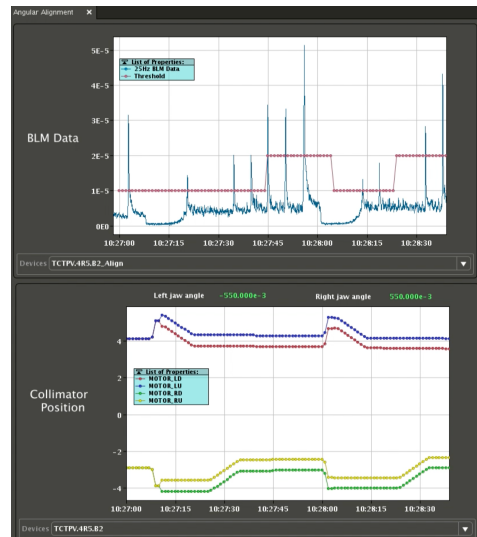 Angular Alignment ×
5E-5
List of Properties:
25Hz BLM Data
Threshold
4E-5
3E-5
BLM Data
2E-5
1E-5
0E0
10:27:00 10:27:15 10:27:30 10:27:45 10:28:00 10:28:15 10:28:30
Devices TCTPV.4R5.B2_Align
Left jaw angle -550.000e-3 Right jaw angle 550.000e-3
4
2
List of Properties:
MOTOR_LD
MOTOR_LU
MOTOR_RD
MOTOR_RU
Collimator
Position
0
-2
-4
10:27:00 10:27:15 10:27:30 10:27:45 10:28:00 10:28:15 10:28:30
Devices TCTPV.4R5.B2